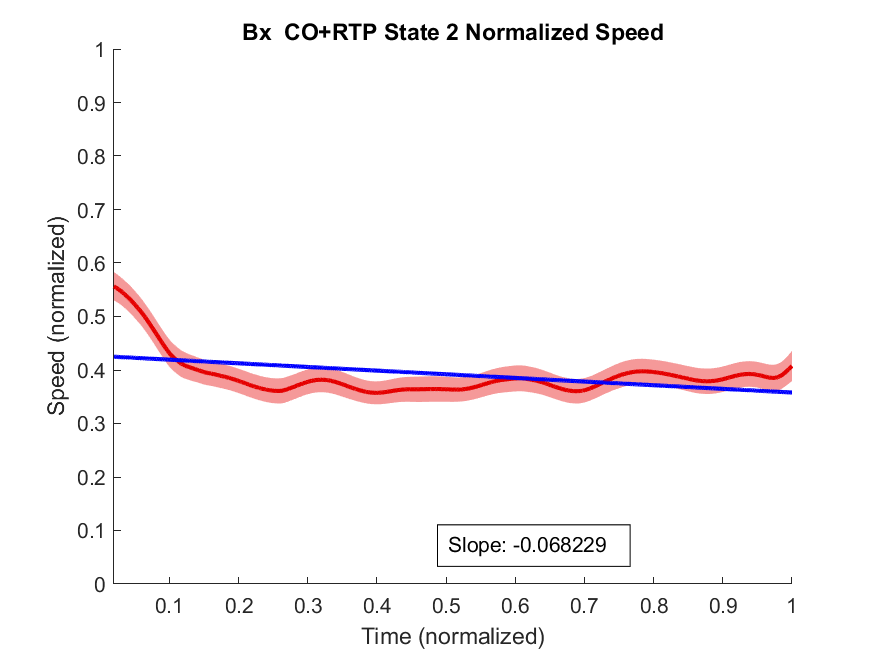 Bx  CO+RTP State 2 Normalized Speed
1
0.9
0.8
0.7
0.6
0.5
0.4
0.3
0.2
0.1
0
Speed (normalized)
Slope: -0.068229
0.1 0.2 0.3 0.4 0.5 0.6 0.7 0.8 0.9 1
Time (normalized)